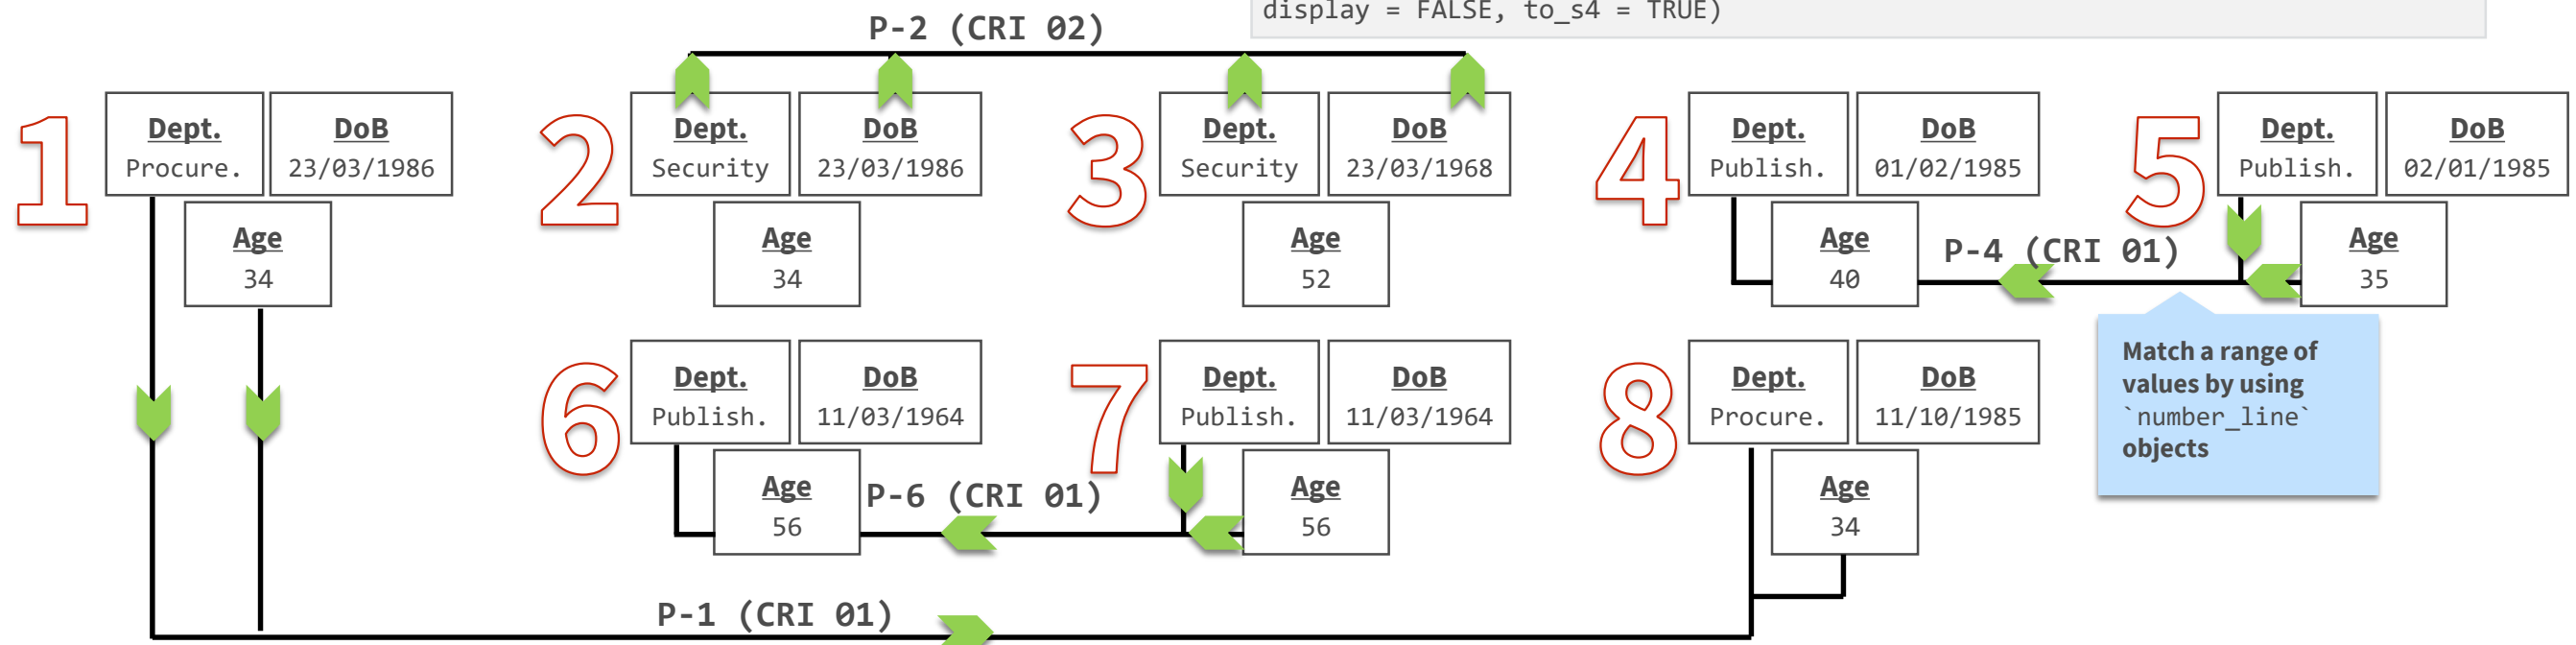 display = FALSE, to_s4 = TRUE)
P-2 (CRI 02)
1
Dept.
Procure.
DoB
23/03/1986
Age
34
2
Dept.
Security
DoB
23/03/1986
Age
34
3
Dept.
Security
DoB
23/03/1968
Age
52
4
Dept.
Publish.
DoB
01/02/1985
Age
40
P-4 (CRI 01)
5
Dept.
Publish.
DoB
02/01/1985
Age
35
Match a range of
values by using
`number_line`
objects
6
Dept.
Publish.
DoB
11/03/1964
Age
56
P-6 (CRI 01)
7
Dept.
Publish.
DoB
11/03/1964
Age
56
8
Dept.
Procure.
DoB
11/10/1985
Age
34
P-1 (CRI 01)